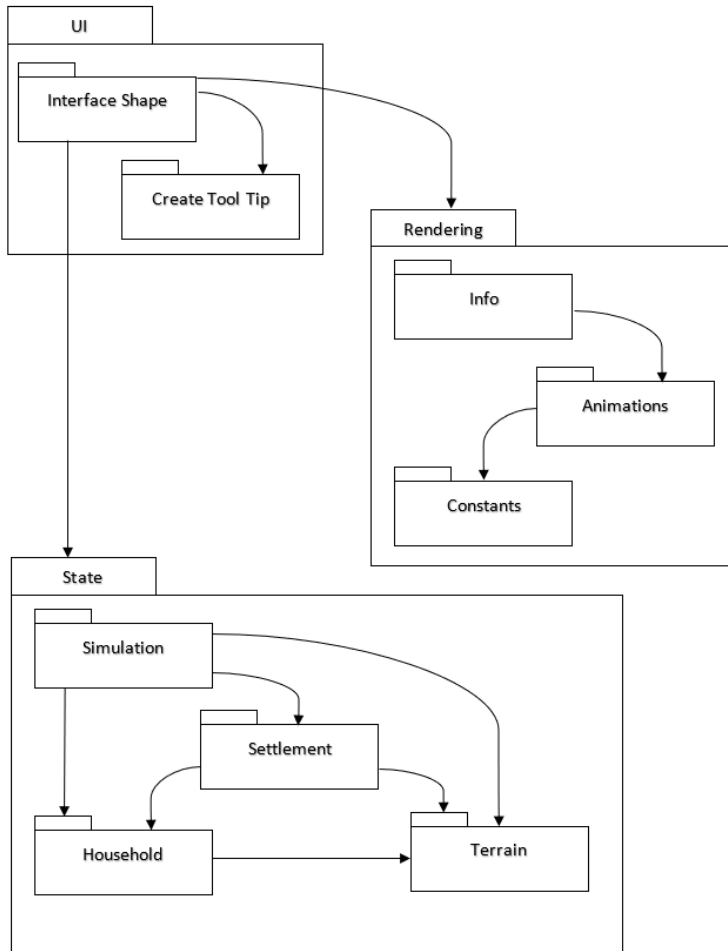 UI
Interface Shape
Create Tool Tip
Rendering
Info
Animations
Constants
State
Simulation
Settlement
Household
Terrain